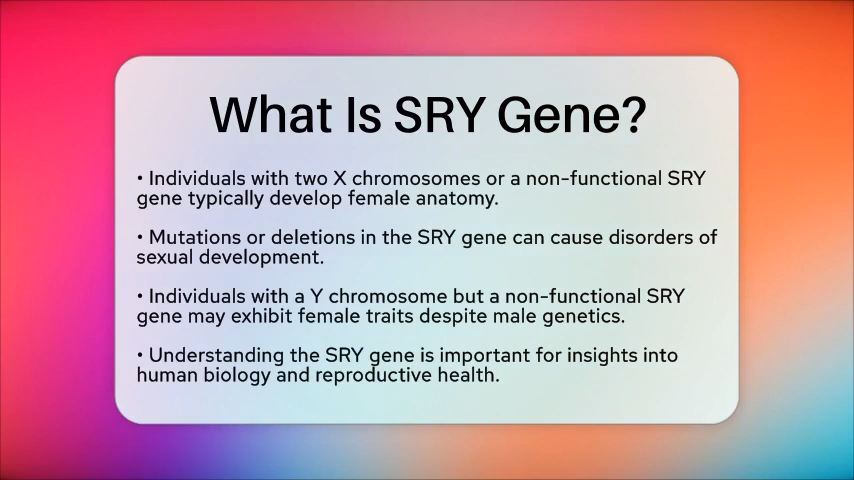 What Is SRY Gene?
• Individuals with two X chromosomes or a non-functional SRY
gene typically develop female anatomy.
• Mutations or deletions in the SRY gene can cause disorders of
sexual development.
• Individuals with a Y chromosome but a non-functional SRY
gene may exhibit female traits despite male genetics.
• Understanding the SRY gene is important for insights into
human biology and reproductive health.